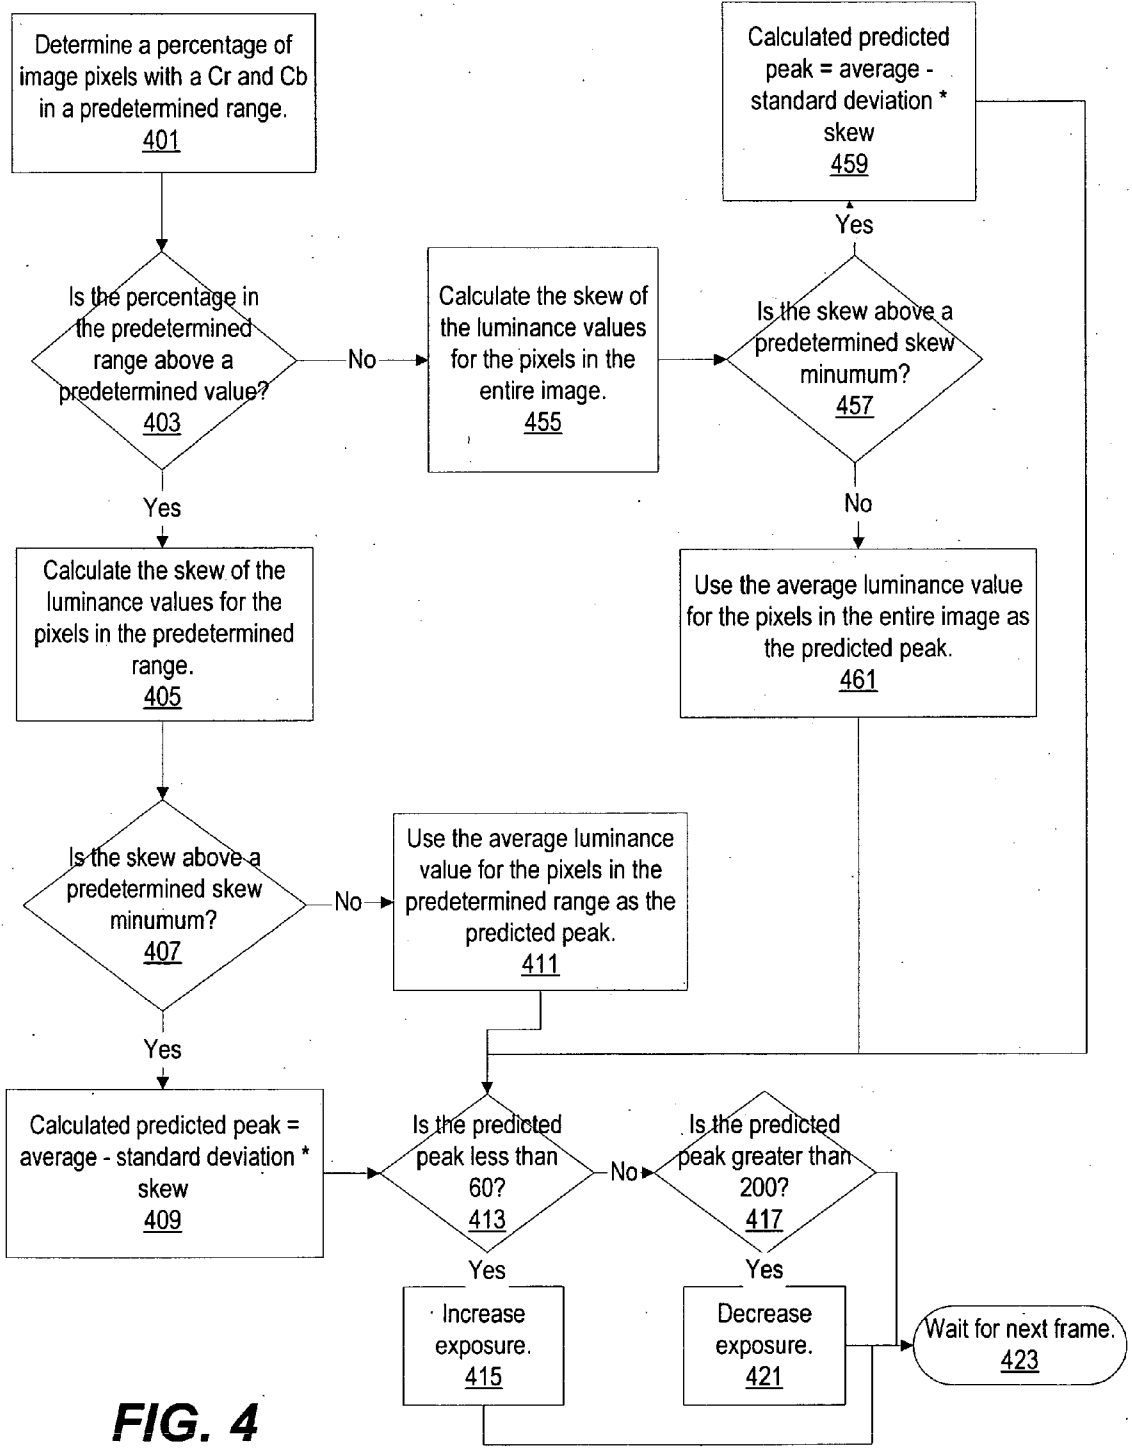 Determine a percentage of
image pixels with a Cr and Cb
in a predetermined range.
401
Is the percentage in
the predetermined
range above a
predetermined value?
403
No
Calculate the skew of
the luminance values
for the pixels in the
entire image.
455
Is the skew above a
predetermined skew
minumum?
457
Yes
Calculated predicted
peak = average -
standard deviation *
skew
459
No
Use the average luminance value
for the pixels in the entire image as
the predicted peak.
461
Yes
Calculate the skew of the
luminance values for the
pixels in the predetermined
range.
405
Is the skew above a
predetermined skew
minumum?
407
No
Use the average luminance
value for the pixels in the
predetermined range as the
predicted peak.
411
Yes
Calculated predicted peak =
average - standard deviation *
skew
409
Is the predicted
peak less than
60?
413
No
Is the predicted
peak greater than
200?
417
Yes
Increase
exposure.
415
Yes
Decrease
exposure.
421
Wait for next frame.
423
FIG. 4